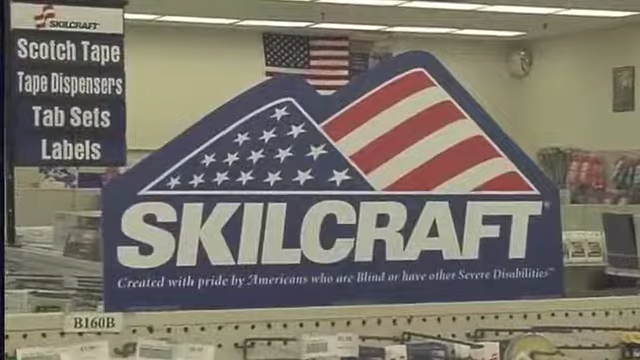 SKILCRAFT
Scotch Tape
Tape Dispensers
Tab Sets
Labels
SKILCRAFT®
Created with pride by Americans who are Blind or have other Severe Disabilities™
B160B